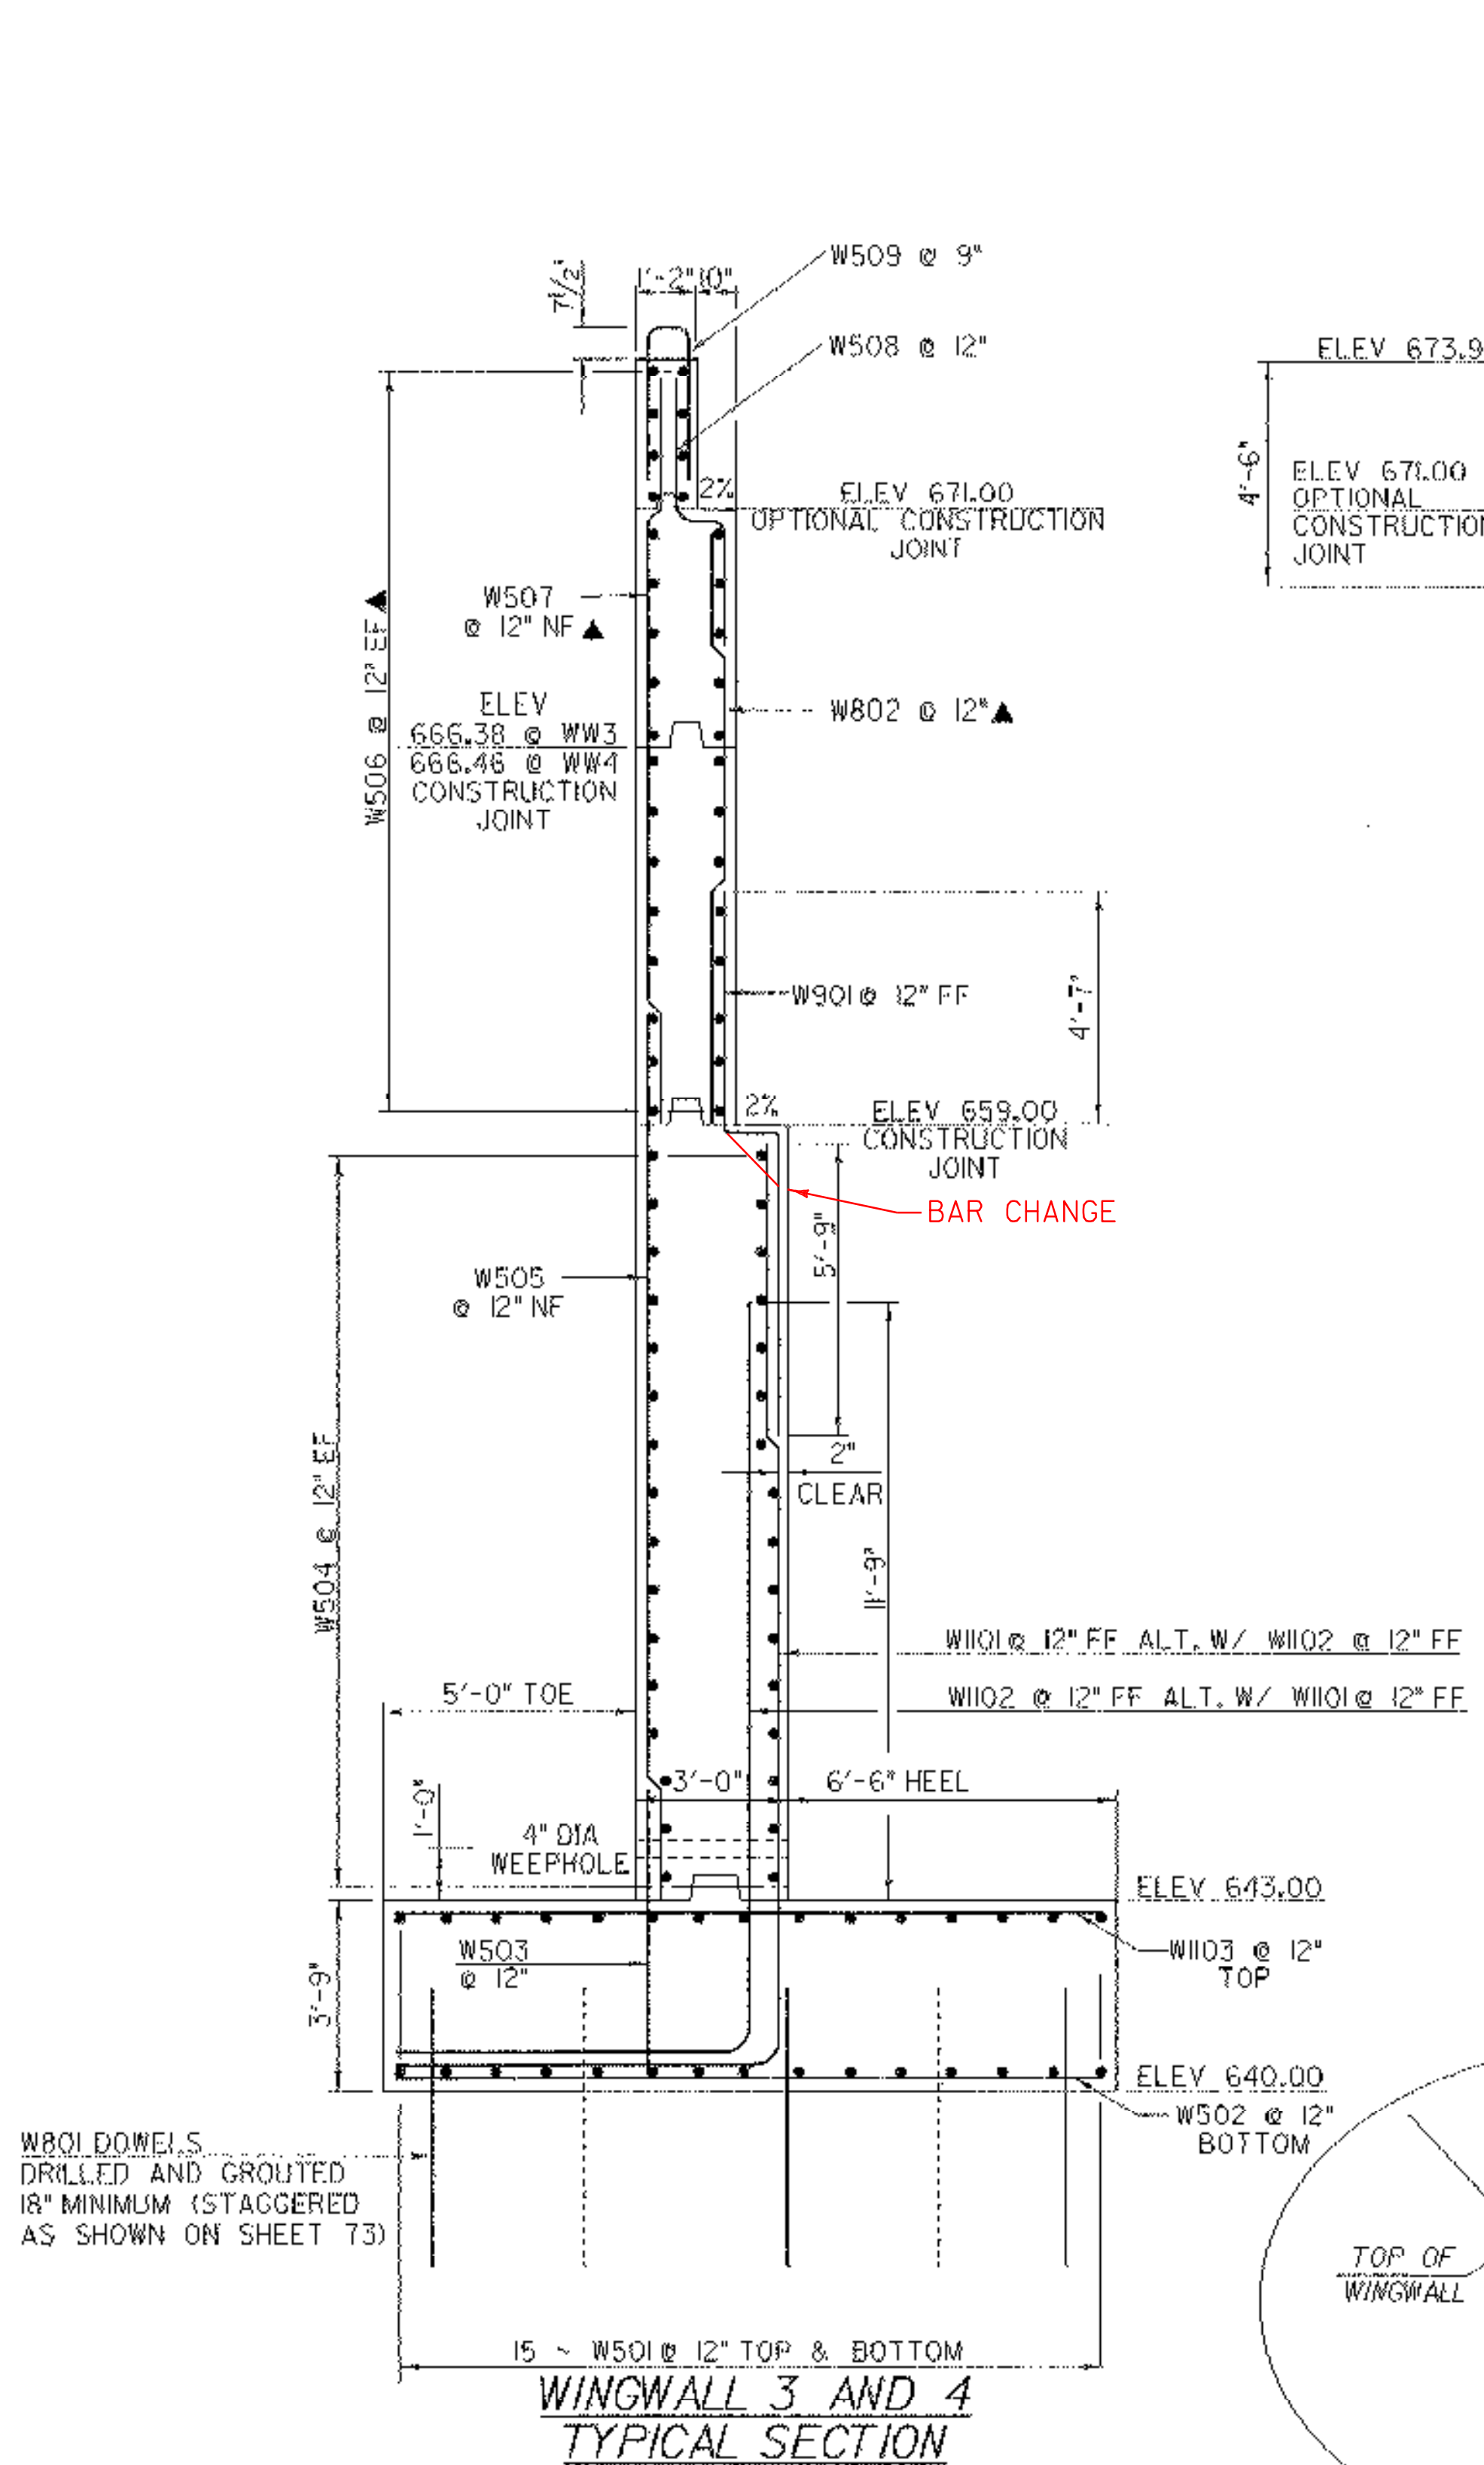 W509 @ 9"
7 1/2"
1'-2"
10"
W508 @ 12"
ELEV 673.9
4'-6"
2%
ELEV 671.00
OPTIONAL CONSTRUCTION
JOINT
ELEV 671.00
OPTIONAL
CONSTRUCTION
JOINT
W507
@ 12" NF▲
W506 @ 12" EF▲
ELEV
666.38 @ WW3
666.46 @ WW4
CONSTRUCTION
JOINT
W802 @ 12"▲
W901 @ 12" FF
4'-7"
2%
ELEV 659.00
CONSTRUCTION
JOINT
BAR CHANGE
5'-9"
W505
@ 12" NF
2"
CLEAR
W504 @ 12" EF
11'-9"
W1101 @ 12" FF ALT. W/ W1102 @ 12" FF
W1102 @ 12" FF ALT. W/ W1101 @ 12" FF
5'-0" TOE
3'-0"
6'-6" HEEL
1'-0"
4" DIA
WEEPHOLE
ELEV 643.00
W503
@ 12"
W1103 @ 12"
TOP
3'-9"
ELEV 640.00
W502 @ 12"
BOTTOM
W801 DOWELS
DRILLED AND GROUTED
18" MINIMUM (STAGGERED
AS SHOWN ON SHEET 73)
TOP OF
WINGWALL
15 ~ W501 @ 12" TOP & BOTTOM
WINGWALL 3 AND 4
TYPICAL SECTION